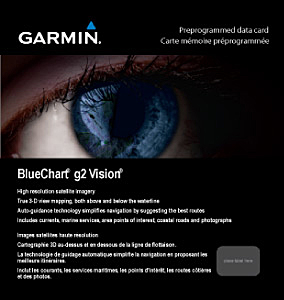 GARMIN.
Preprogrammed data card
Carte mémoire préprogrammée
BlueChart® g2 Vision®
High resolution satellite imagery
True 3-D view mapping, both above and below the waterline
Auto-guidance technology simplifies navigation by suggesting the best routes
Includes currents, marine services, area points of interest, coastal roads and photographs
Images satellites haute résolution
Cartographie 3D au-dessus et en dessous de la ligne de flottaison.
La technologie de guidage automatique simplifie la navigation en proposant les
meilleurs itinéraires.
Inclut les courants, les services maritimes, les points d'intérêt, les routes côtières
et des photos.